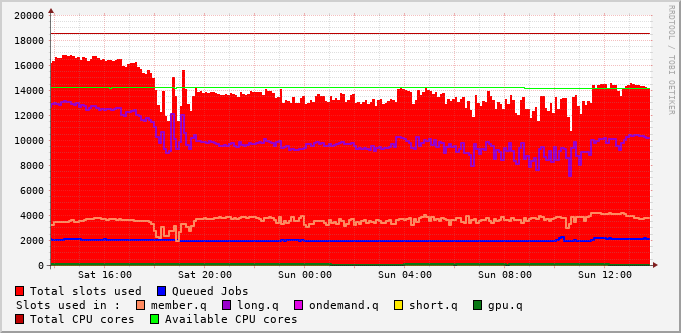 20000
18000
16000
14000
12000
10000
8000
6000
4000
2000
0
Sat 16:00 Sat 20:00 Sun 00:00 Sun 04:00 Sun 08:00 Sun 12:00
RRDTOOL / TOBI OETIKER
Total slots used Queued Jobs
Slots used in : member.q long.q ondemand.q short.q gpu.q
Total CPU cores Available CPU cores